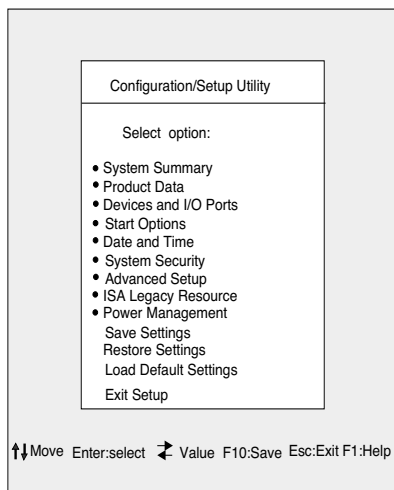 Configuration/Setup Utility
Select option:
• System Summary
• Product Data
• Devices and I/O Ports
• Start Options
• Date and Time
• System Security
• Advanced Setup
• ISA Legacy Resource
• Power Management
Save Settings
Restore Settings
Load Default Settings
Exit Setup
↑↓ Move Enter:select ⇄ Value F10:Save Esc:Exit F1:Help